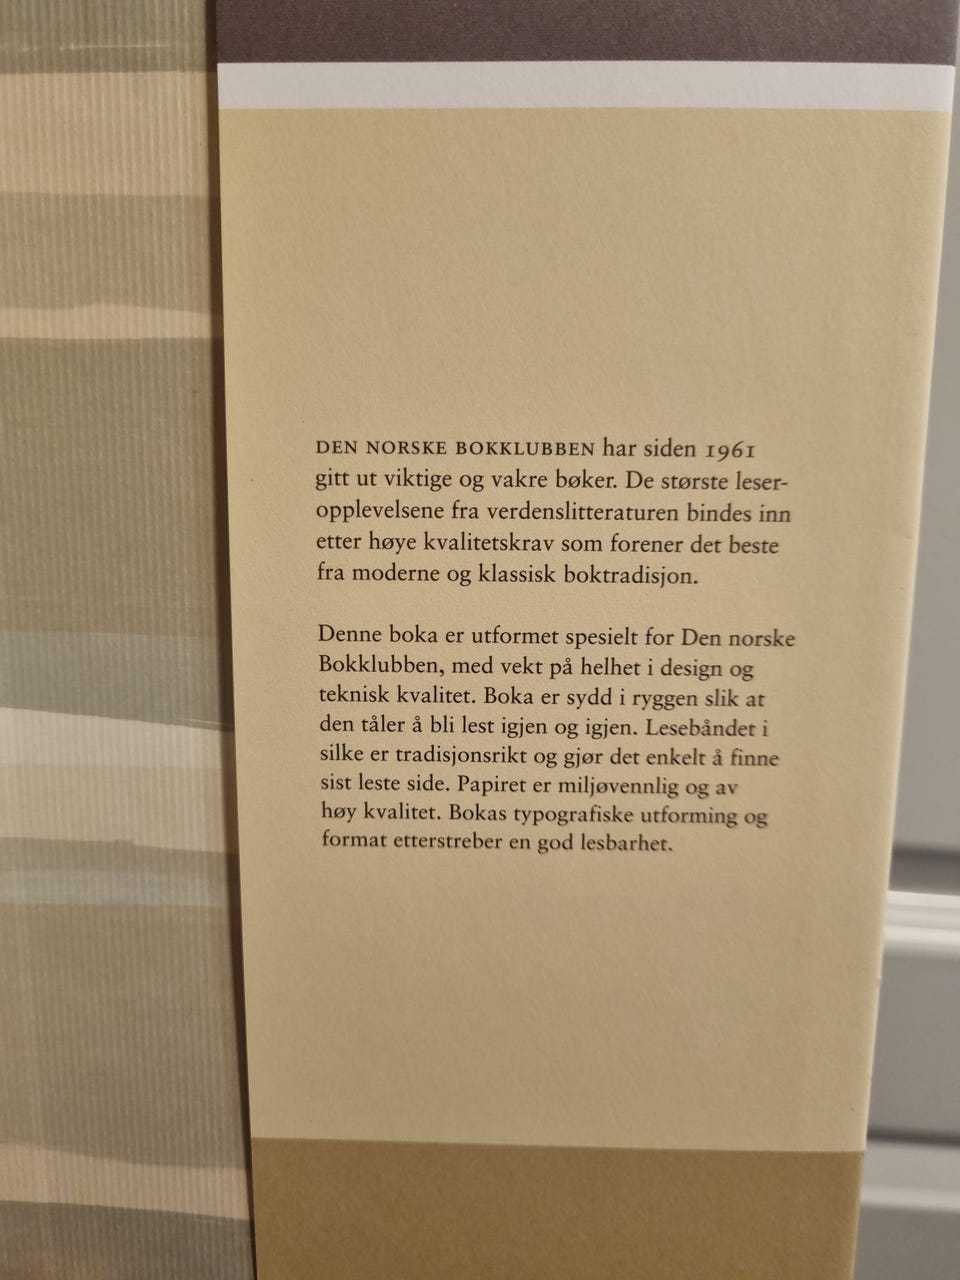 DEN NORSKE BOKKLUBBEN har siden 1961
gitt ut viktige og vakre bøker. De største leser-
opplevelsene fra verdenslitteraturen bindes inn
etter høye kvalitetskrav som forener det beste
fra moderne og klassisk boktradisjon.
Denne boka er utformet spesielt for Den norske
Bokklubben, med vekt på helhet i design og
teknisk kvalitet. Boka er sydd i ryggen slik at
den tåler å bli lest igjen og igjen. Lesebåndet i
silke er tradisjonsrikt og gjør det enkelt å finne
sist leste side. Papiret er miljøvennlig og av
høy kvalitet. Bokas typografiske utforming og
format etterstreber en god lesbarhet.